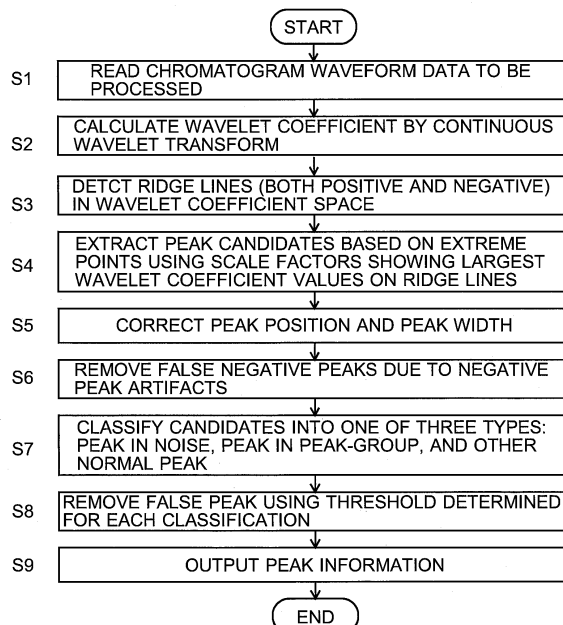 START
S1
READ CHROMATOGRAM WAVEFORM DATA TO BE
PROCESSED
S2
CALCULATE WAVELET COEFFICIENT BY CONTINUOUS
WAVELET TRANSFORM
S3
DETCT RIDGE LINES (BOTH POSITIVE AND NEGATIVE)
IN WAVELET COEFFICIENT SPACE
S4
EXTRACT PEAK CANDIDATES BASED ON EXTREME
POINTS USING SCALE FACTORS SHOWING LARGEST
WAVELET COEFFICIENT VALUES ON RIDGE LINES
S5
CORRECT PEAK POSITION AND PEAK WIDTH
S6
REMOVE FALSE NEGATIVE PEAKS DUE TO NEGATIVE
PEAK ARTIFACTS
S7
CLASSIFY CANDIDATES INTO ONE OF THREE TYPES:
PEAK IN NOISE, PEAK IN PEAK-GROUP, AND OTHER
NORMAL PEAK
S8
REMOVE FALSE PEAK USING THRESHOLD DETERMINED
FOR EACH CLASSIFICATION
S9
OUTPUT PEAK INFORMATION
END